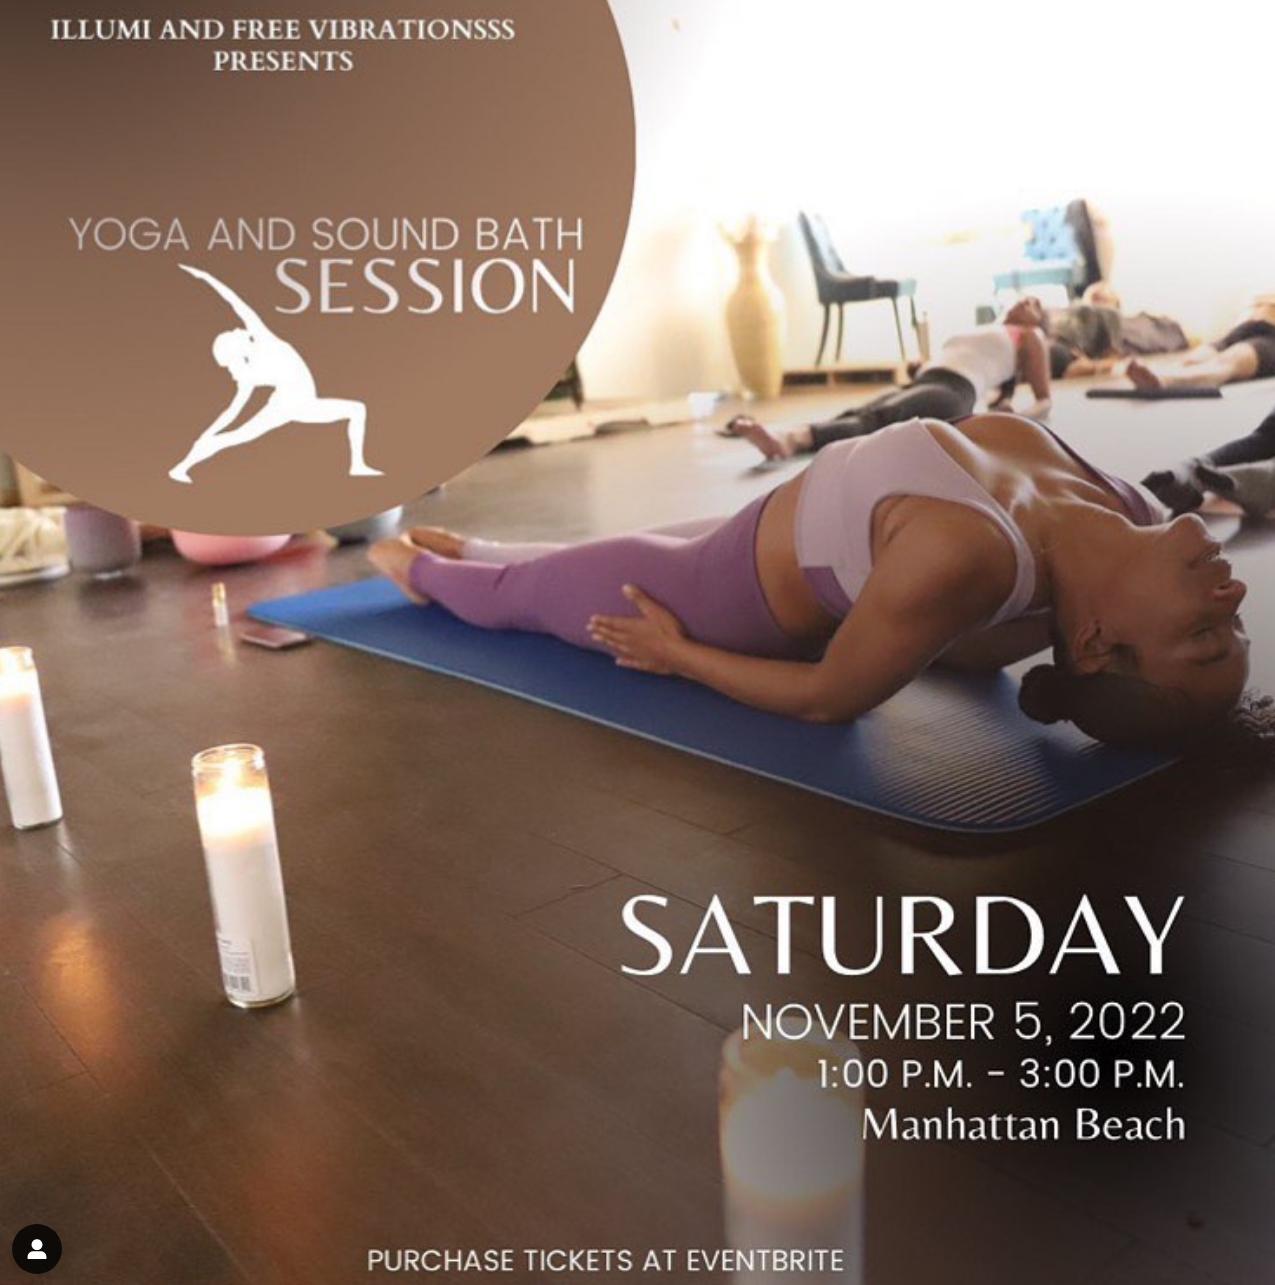 ILLUMI AND FREE VIBRATIONSSS
PRESENTS
YOGA AND SOUND BATH
SESSION
SATURDAY
NOVEMBER 5, 2022
1:00 P.M. - 3:00 P.M.
Manhattan Beach
PURCHASE TICKETS AT EVENTBRITE